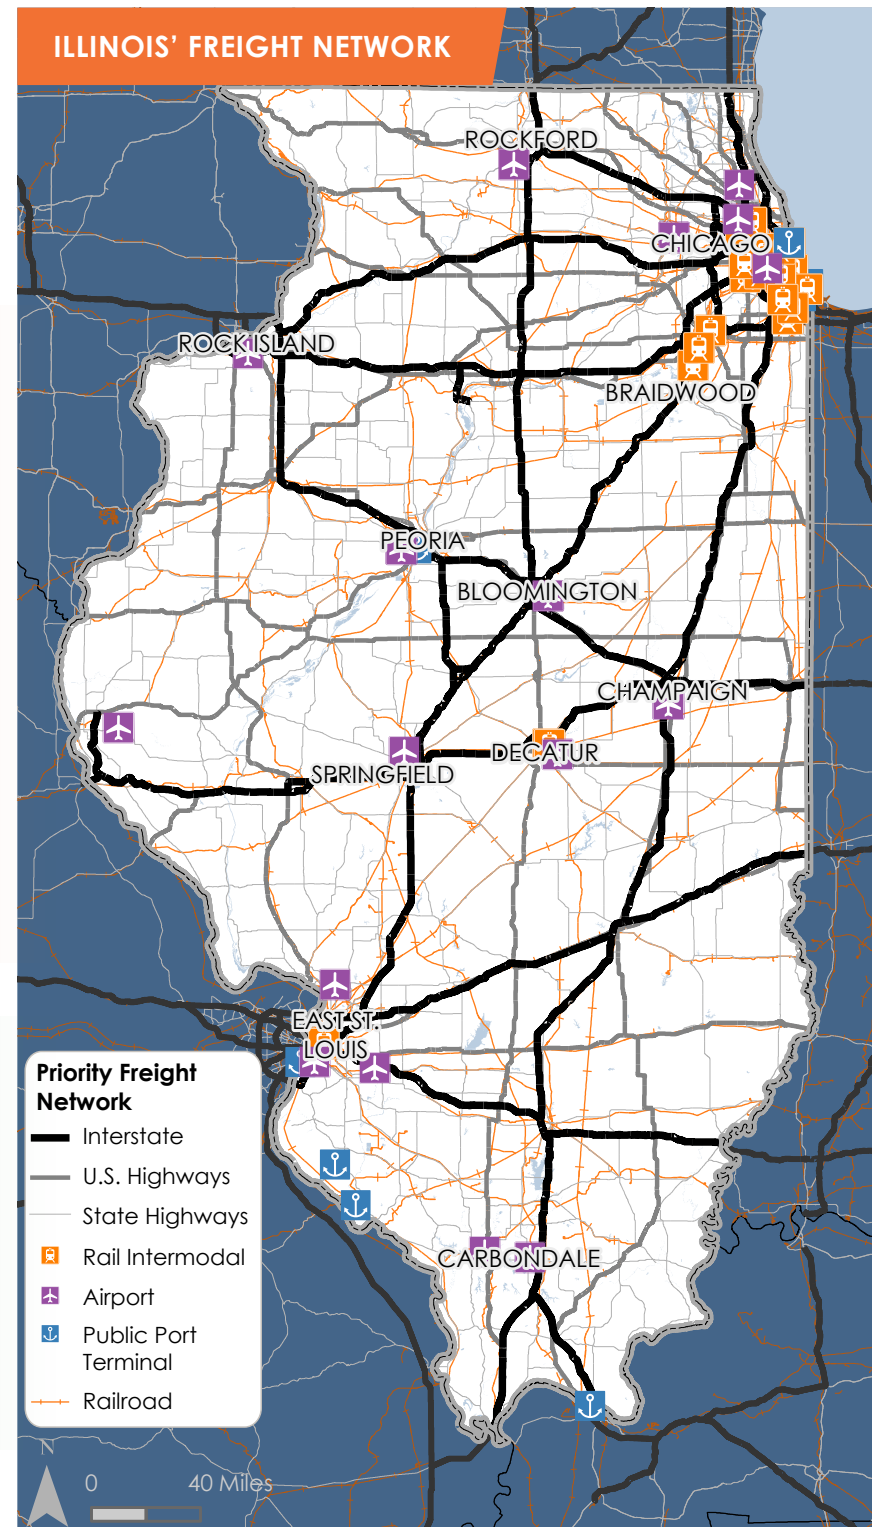 ILLINOIS’ FREIGHT NETWORK
ROCKFORD
CHICAGO
ROCK ISLAND
BRAIDWOOD
PEORIA
BLOOMINGTON
CHAMPAIGN
DECATUR
SPRINGFIELD
EAST ST.
LOUIS
CARBONDALE
Priority Freight
Network
Interstate
U.S. Highways
State Highways
Rail Intermodal
Airport
Public Port
Terminal
Railroad
N
0 40 Miles